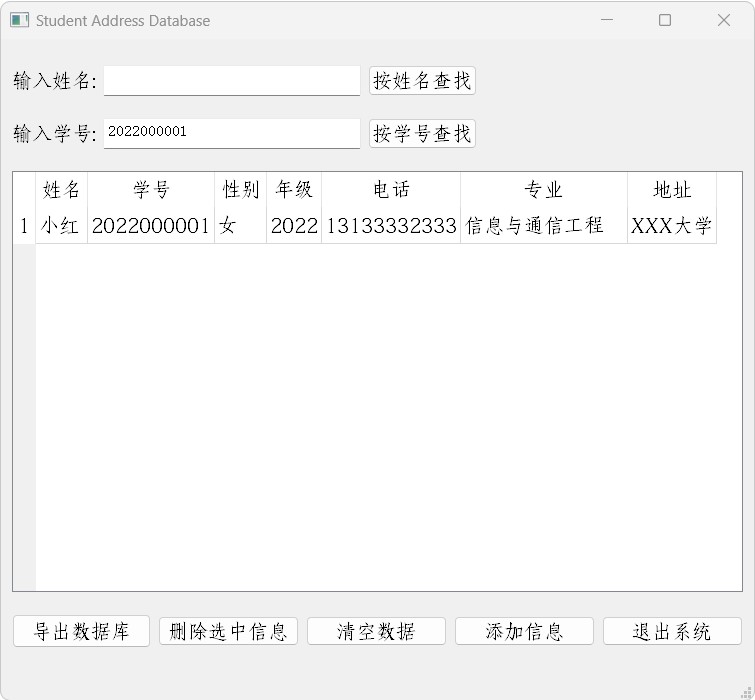 Student Address Database
输入姓名: 按姓名查找
输入学号: 2022000001 按学号查找
姓名 学号 性别 年级 电话 专业 地址
1 小红 2022000001 女 2022 13133332333 信息与通信工程 XXX大学
导出数据库 删除选中信息 清空数据 添加信息 退出系统